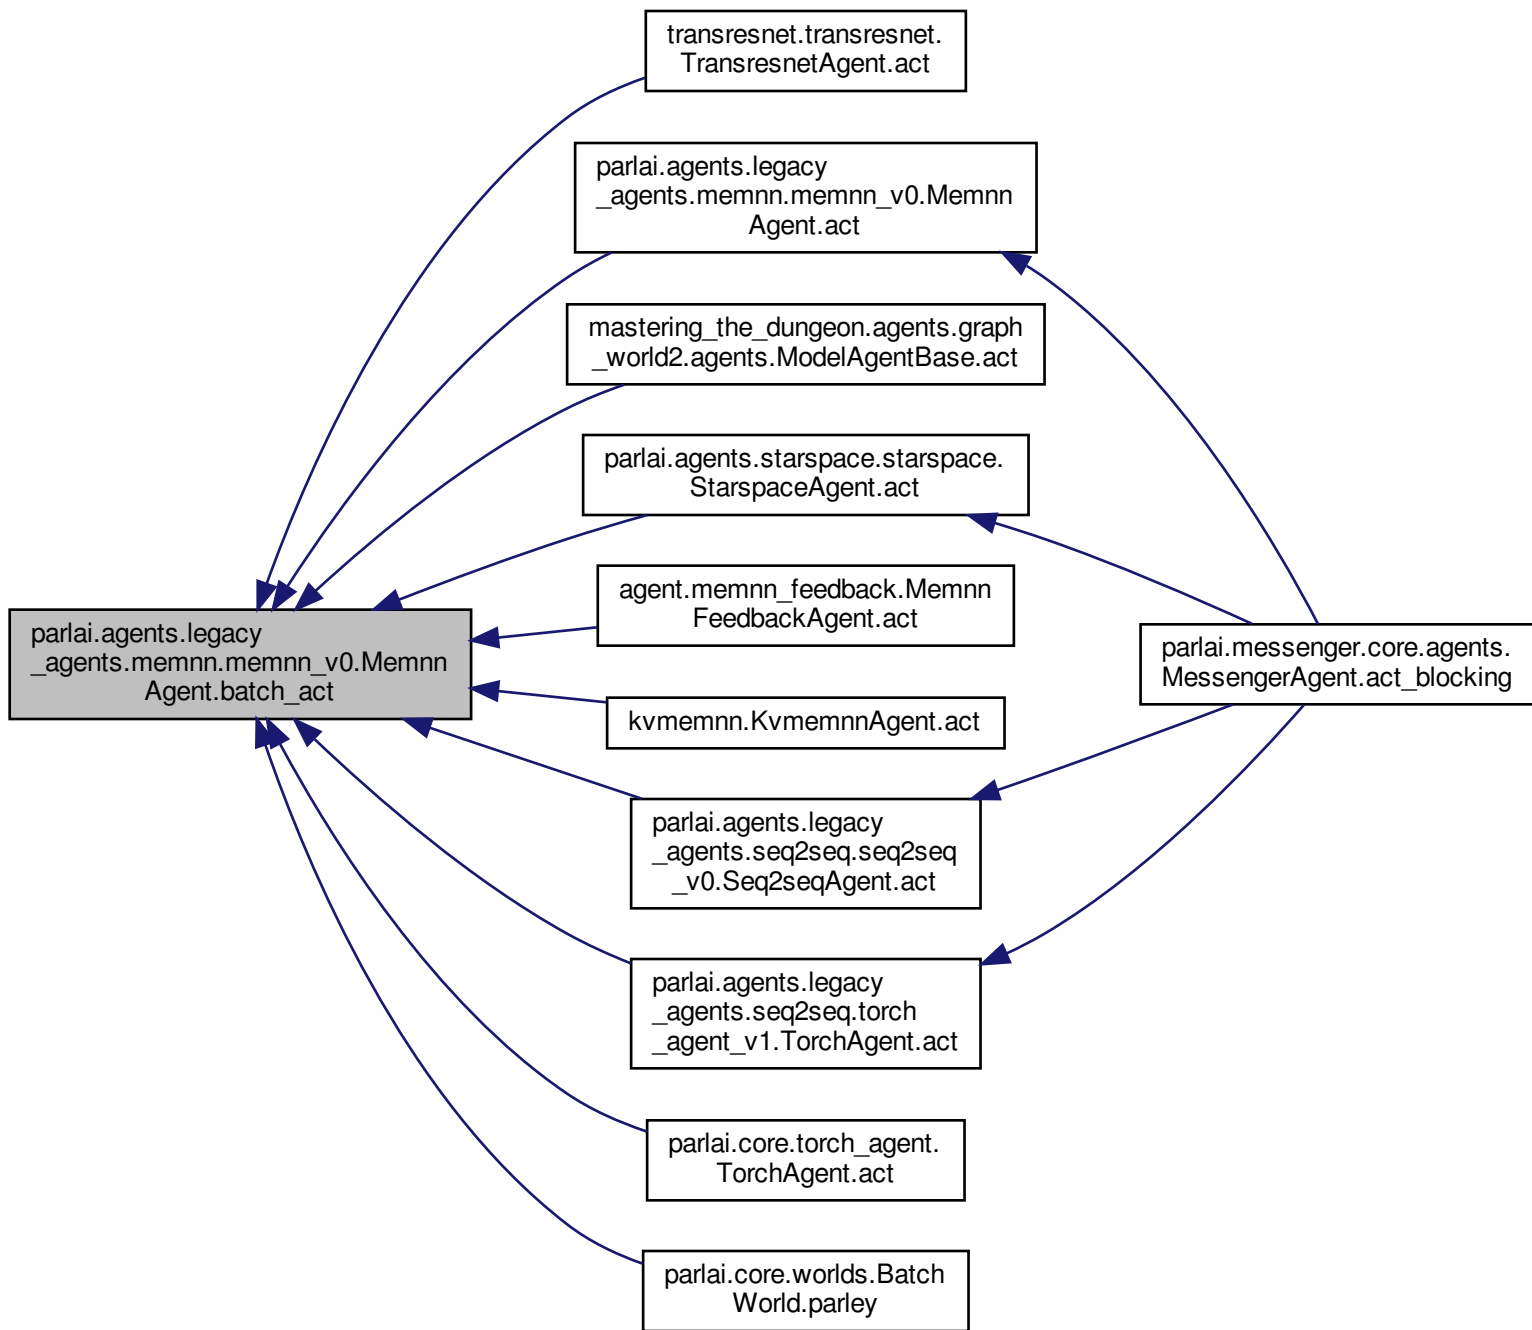 transresnet.transresnet.
TransresnetAgent.act
parlai.agents.legacy
_agents.memnn.memnn_v0.Memnn
Agent.act
mastering_the_dungeon.agents.graph
_world2.agents.ModelAgentBase.act
parlai.agents.starspace.starspace.
StarspaceAgent.act
agent.memnn_feedback.Memnn
FeedbackAgent.act
parlai.agents.legacy
_agents.memnn.memnn_v0.Memnn
Agent.batch_act
parlai.messenger.core.agents.
MessengerAgent.act_blocking
kvmemnn.KvmemnnAgent.act
parlai.agents.legacy
_agents.seq2seq.seq2seq
_v0.Seq2seqAgent.act
parlai.agents.legacy
_agents.seq2seq.torch
_agent_v1.TorchAgent.act
parlai.core.torch_agent.
TorchAgent.act
parlai.core.worlds.Batch
World.parley